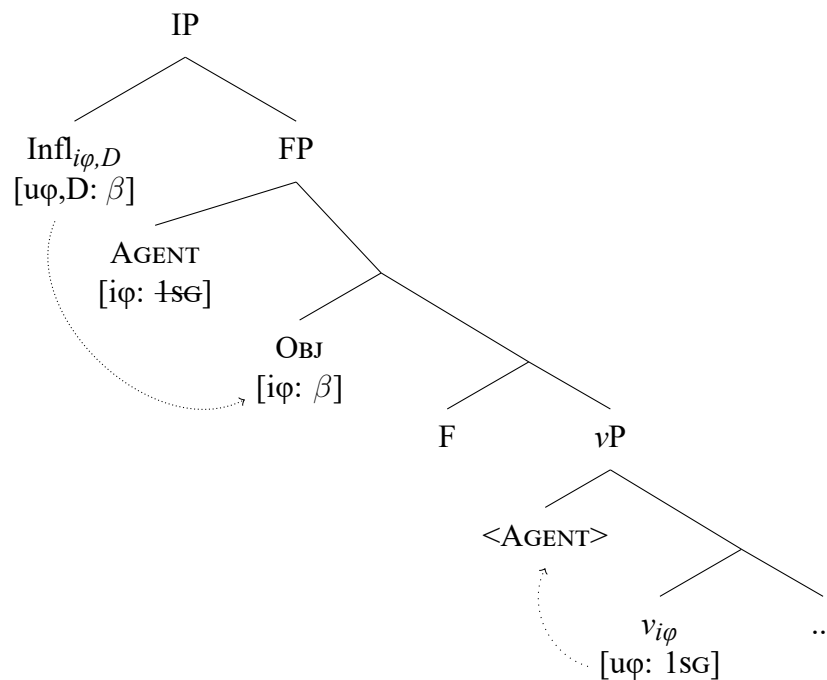 IP
Infl_{iφ,D} FP
[uφ,D: β]
AGENT
[iφ: 1SG]
OBJ
[iφ: β]
F vP
<AGENT>
v_{iφ} ..
[uφ: 1SG]